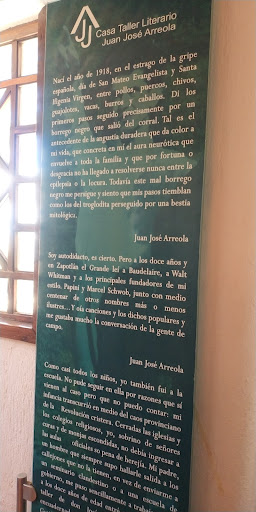 Casa Taller Literario
Juan José Arreola
Nací el año de 1918, en el estrago de la gripe
española, día de San Mateo Evangelista y Santa
Ifigenia Virgen, entre pollos, puercos, chivos,
guajolotes, vacas, burros y caballos. Di los
primeros pasos seguido precisamente por un
borrego negro que salió del corral. Tal es el
antecedente de la angustia duradera que da color a
mi vida, que concreta en mí el aura neurótica que
envuelve a toda la familia y que por fortuna o
desgracia no ha llegado a resolverse nunca entre la
epilepsia o la locura. Todavía este mal borrego
negro me persigue y siento que mis pasos tiemblan
como los del troglodita perseguido por una bestia
mitológica.
Juan José Arreola
Soy autodidacto, es cierto. Pero a los doce años y
en Zapotlán el Grande leí a Baudelaire, a Walt
Whitman y a los principales fundadores de mi
estilo, Papini y Marcel Schwob, junto con medio
centenar de otros nombres más o menos
ilustres... Y oía canciones y los dichos populares y
me gustaba mucho la conversación de la gente de
campo.
Juan José Arreola
Como casi todos los niños, yo también fui a la
escuela. No pude seguir en ella por razones que sí
vienen al caso pero que no puedo contar: mi
infancia transcurrió en medio del caos provinciano
de la Revolución cristera. Cerradas las iglesias y
los colegios religiosos, yo, sobrino de señores
curas y de monjas escondidas, no debía ingresar a
las aulas oficiales so pena de herejía. Mi padre,
un hombre que siempre supo hallarle salida a los
callejones que no la tienen, en vez de enviarme a
un seminario clandestino o a una escuela de
gobierno, me puso sencillamente a trabajar
a los doce años de edad entré
taller de don